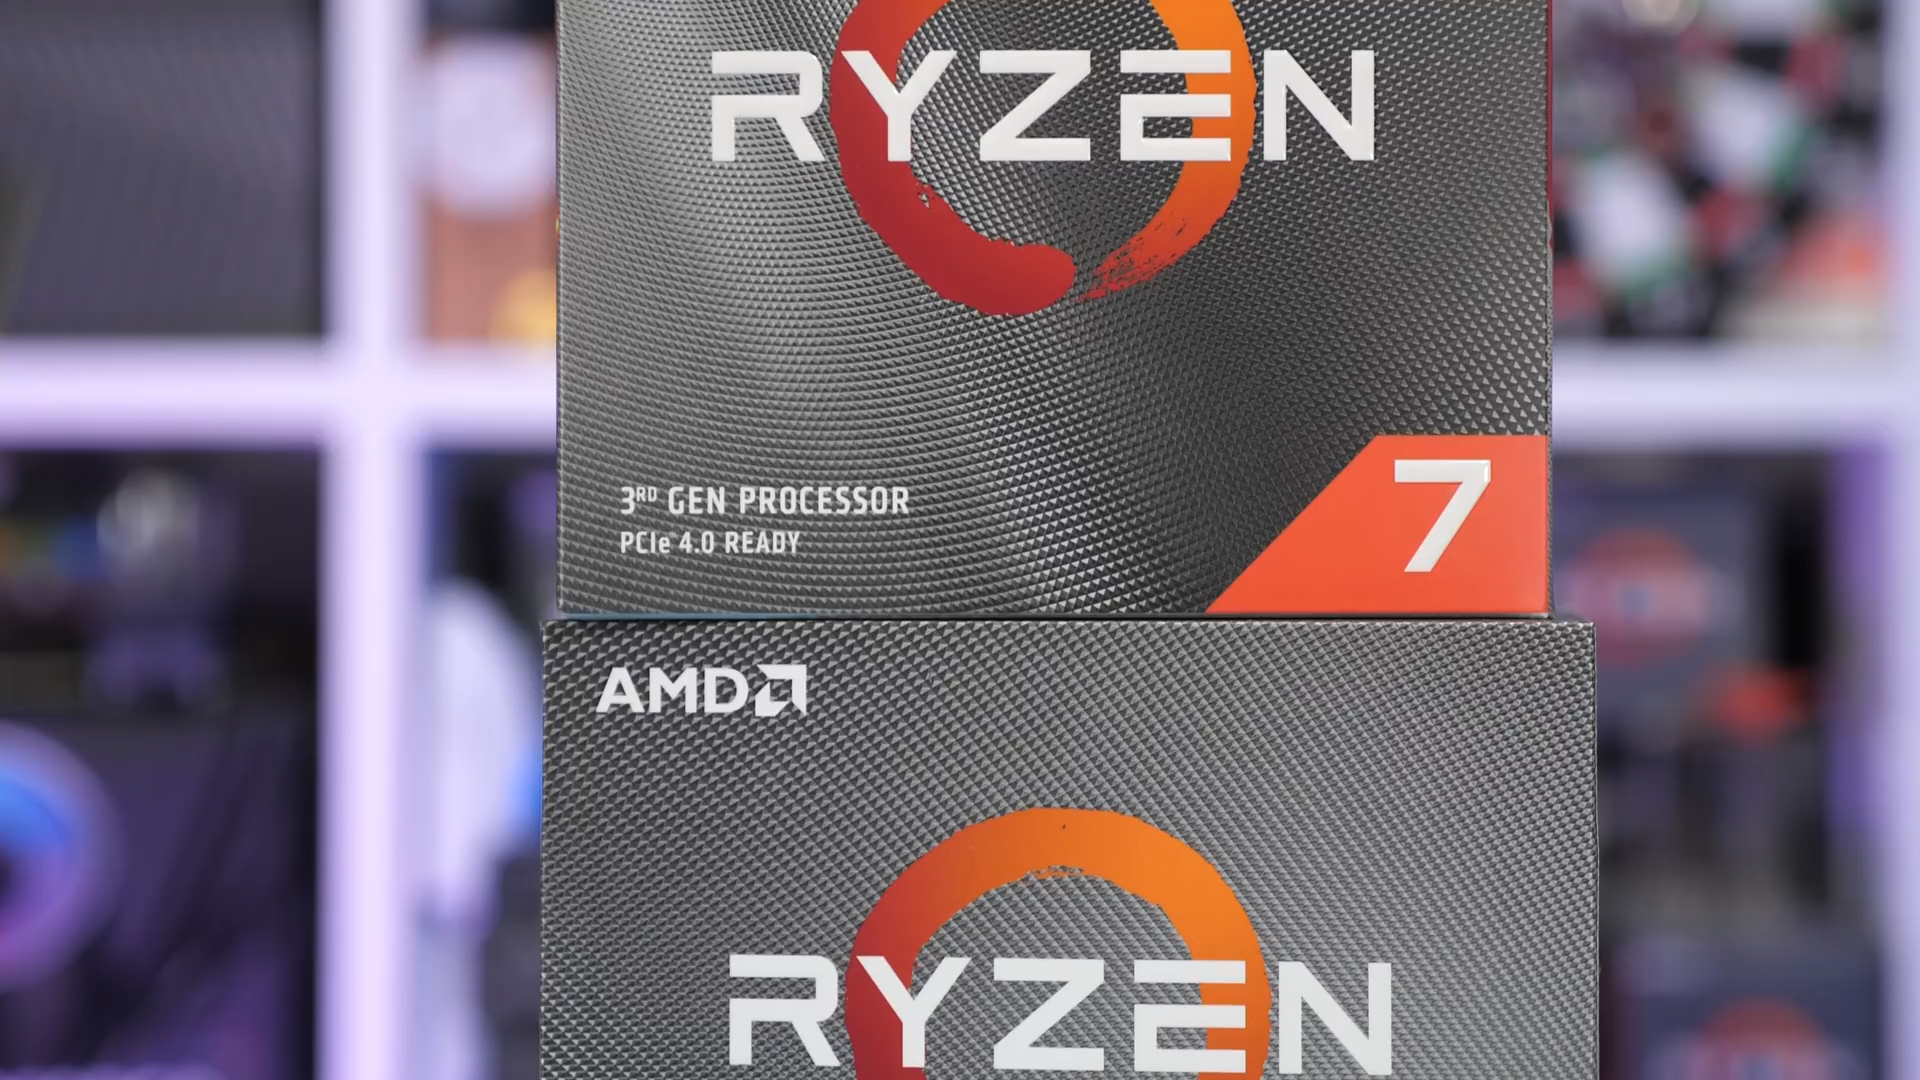 RYZEN
3RD GEN PROCESSOR
PCIe 4.0 READY
7
AMD
RYZEN